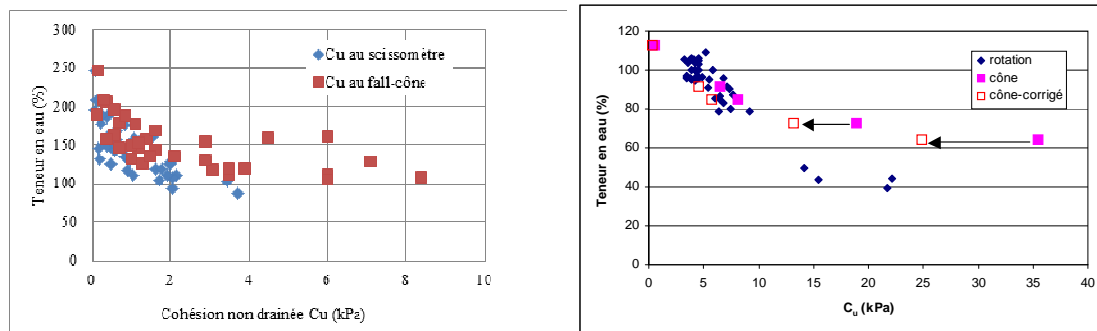 300
250
200
150
100
50
0
0 2 4 6 8 10
Teneur en eau (%)
Cohésion non drainée Cu (kPa)
Cu au scissomètre
Cu au fall-cône
120
100
80
60
40
20
0
0 5 10 15 20 25 30 35 40
Teneur en eau (%)
Cu (kPa)
rotation
cône
cône-corrigé